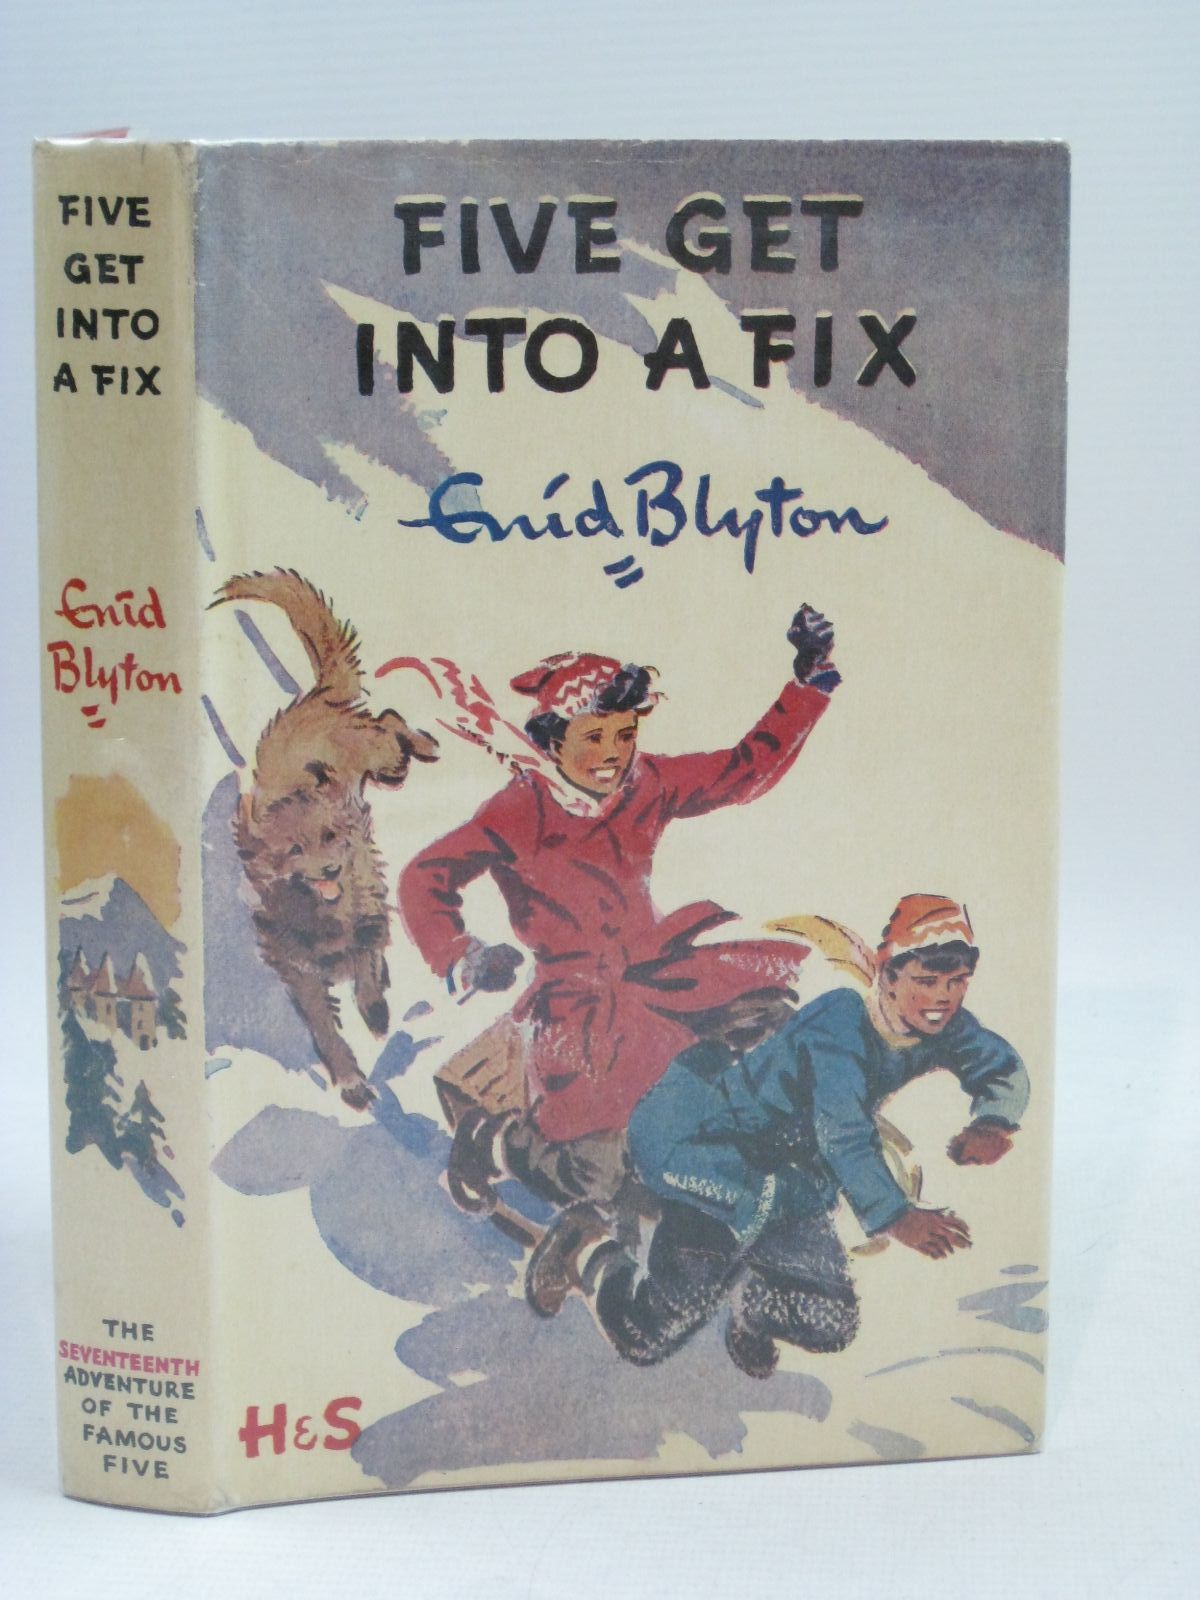 FIVE
GET
INTO
A FIX
Enid
Blyton
THE
SEVENTEENTH
ADVENTURE
OF THE
FAMOUS
FIVE
FIVE GET
INTO A FIX
Enid Blyton
H & S